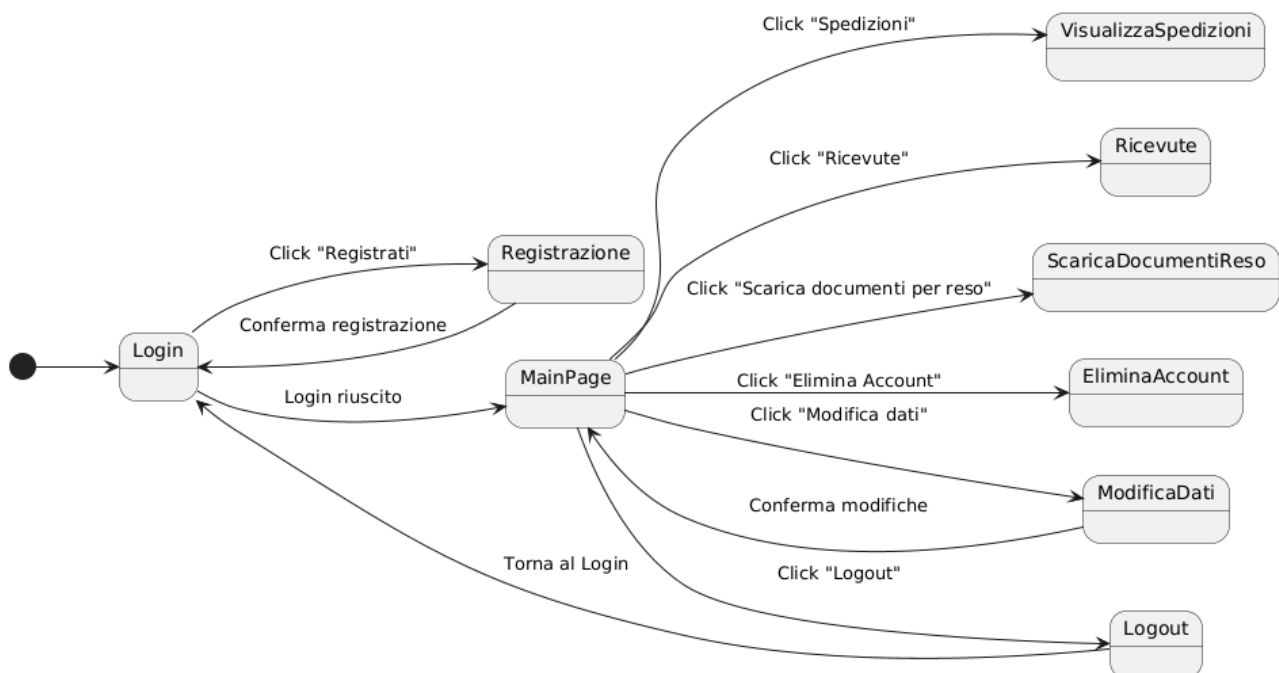 Click "Spedizioni"
VisualizzaSpedizioni
Click "Ricevute"
Ricevute
Click "Registrati"
Registrazione
ScaricaDocumentiReso
Click "Scarica documenti per reso"
Conferma registrazione
Login
MainPage
Click "Elimina Account"
EliminaAccount
Login riuscito
Click "Modifica dati"
ModificaDati
Conferma modifiche
Torna al Login
Click "Logout"
Logout